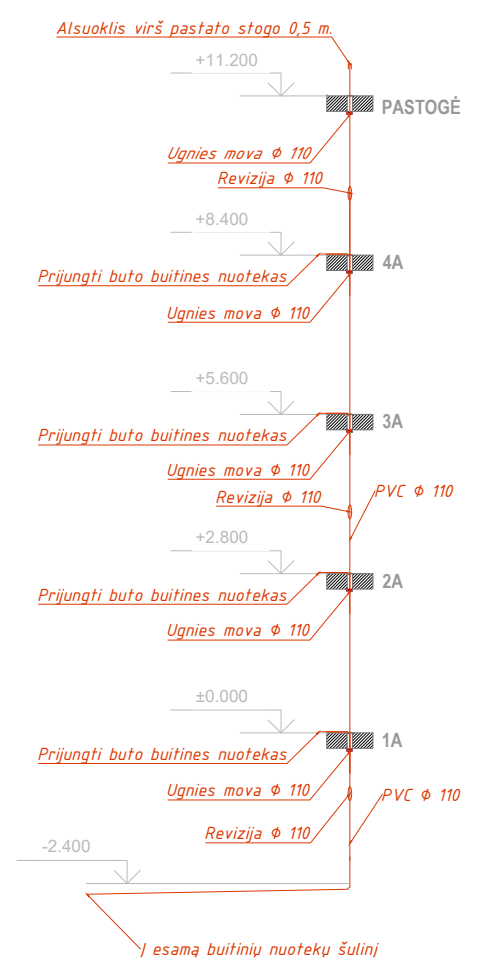 Alsuoklis virš pastato stogo 0,5 m.
+11.200
PASTOGĖ
Ugnies mova Φ 110
Revizija Φ 110
+8.400
4A
Prijungti buto buitines nuotekas
Ugnies mova Φ 110
+5.600
3A
Prijungti buto buitines nuotekas
Ugnies mova Φ 110
Revizija Φ 110
PVC Φ 110
+2.800
2A
Prijungti buto buitines nuotekas
Ugnies mova Φ 110
±0.000
1A
Prijungti buto buitines nuotekas
Ugnies mova Φ 110
PVC Φ 110
Revizija Φ 110
-2.400
Į esamą buitinių nuotekų šulinį